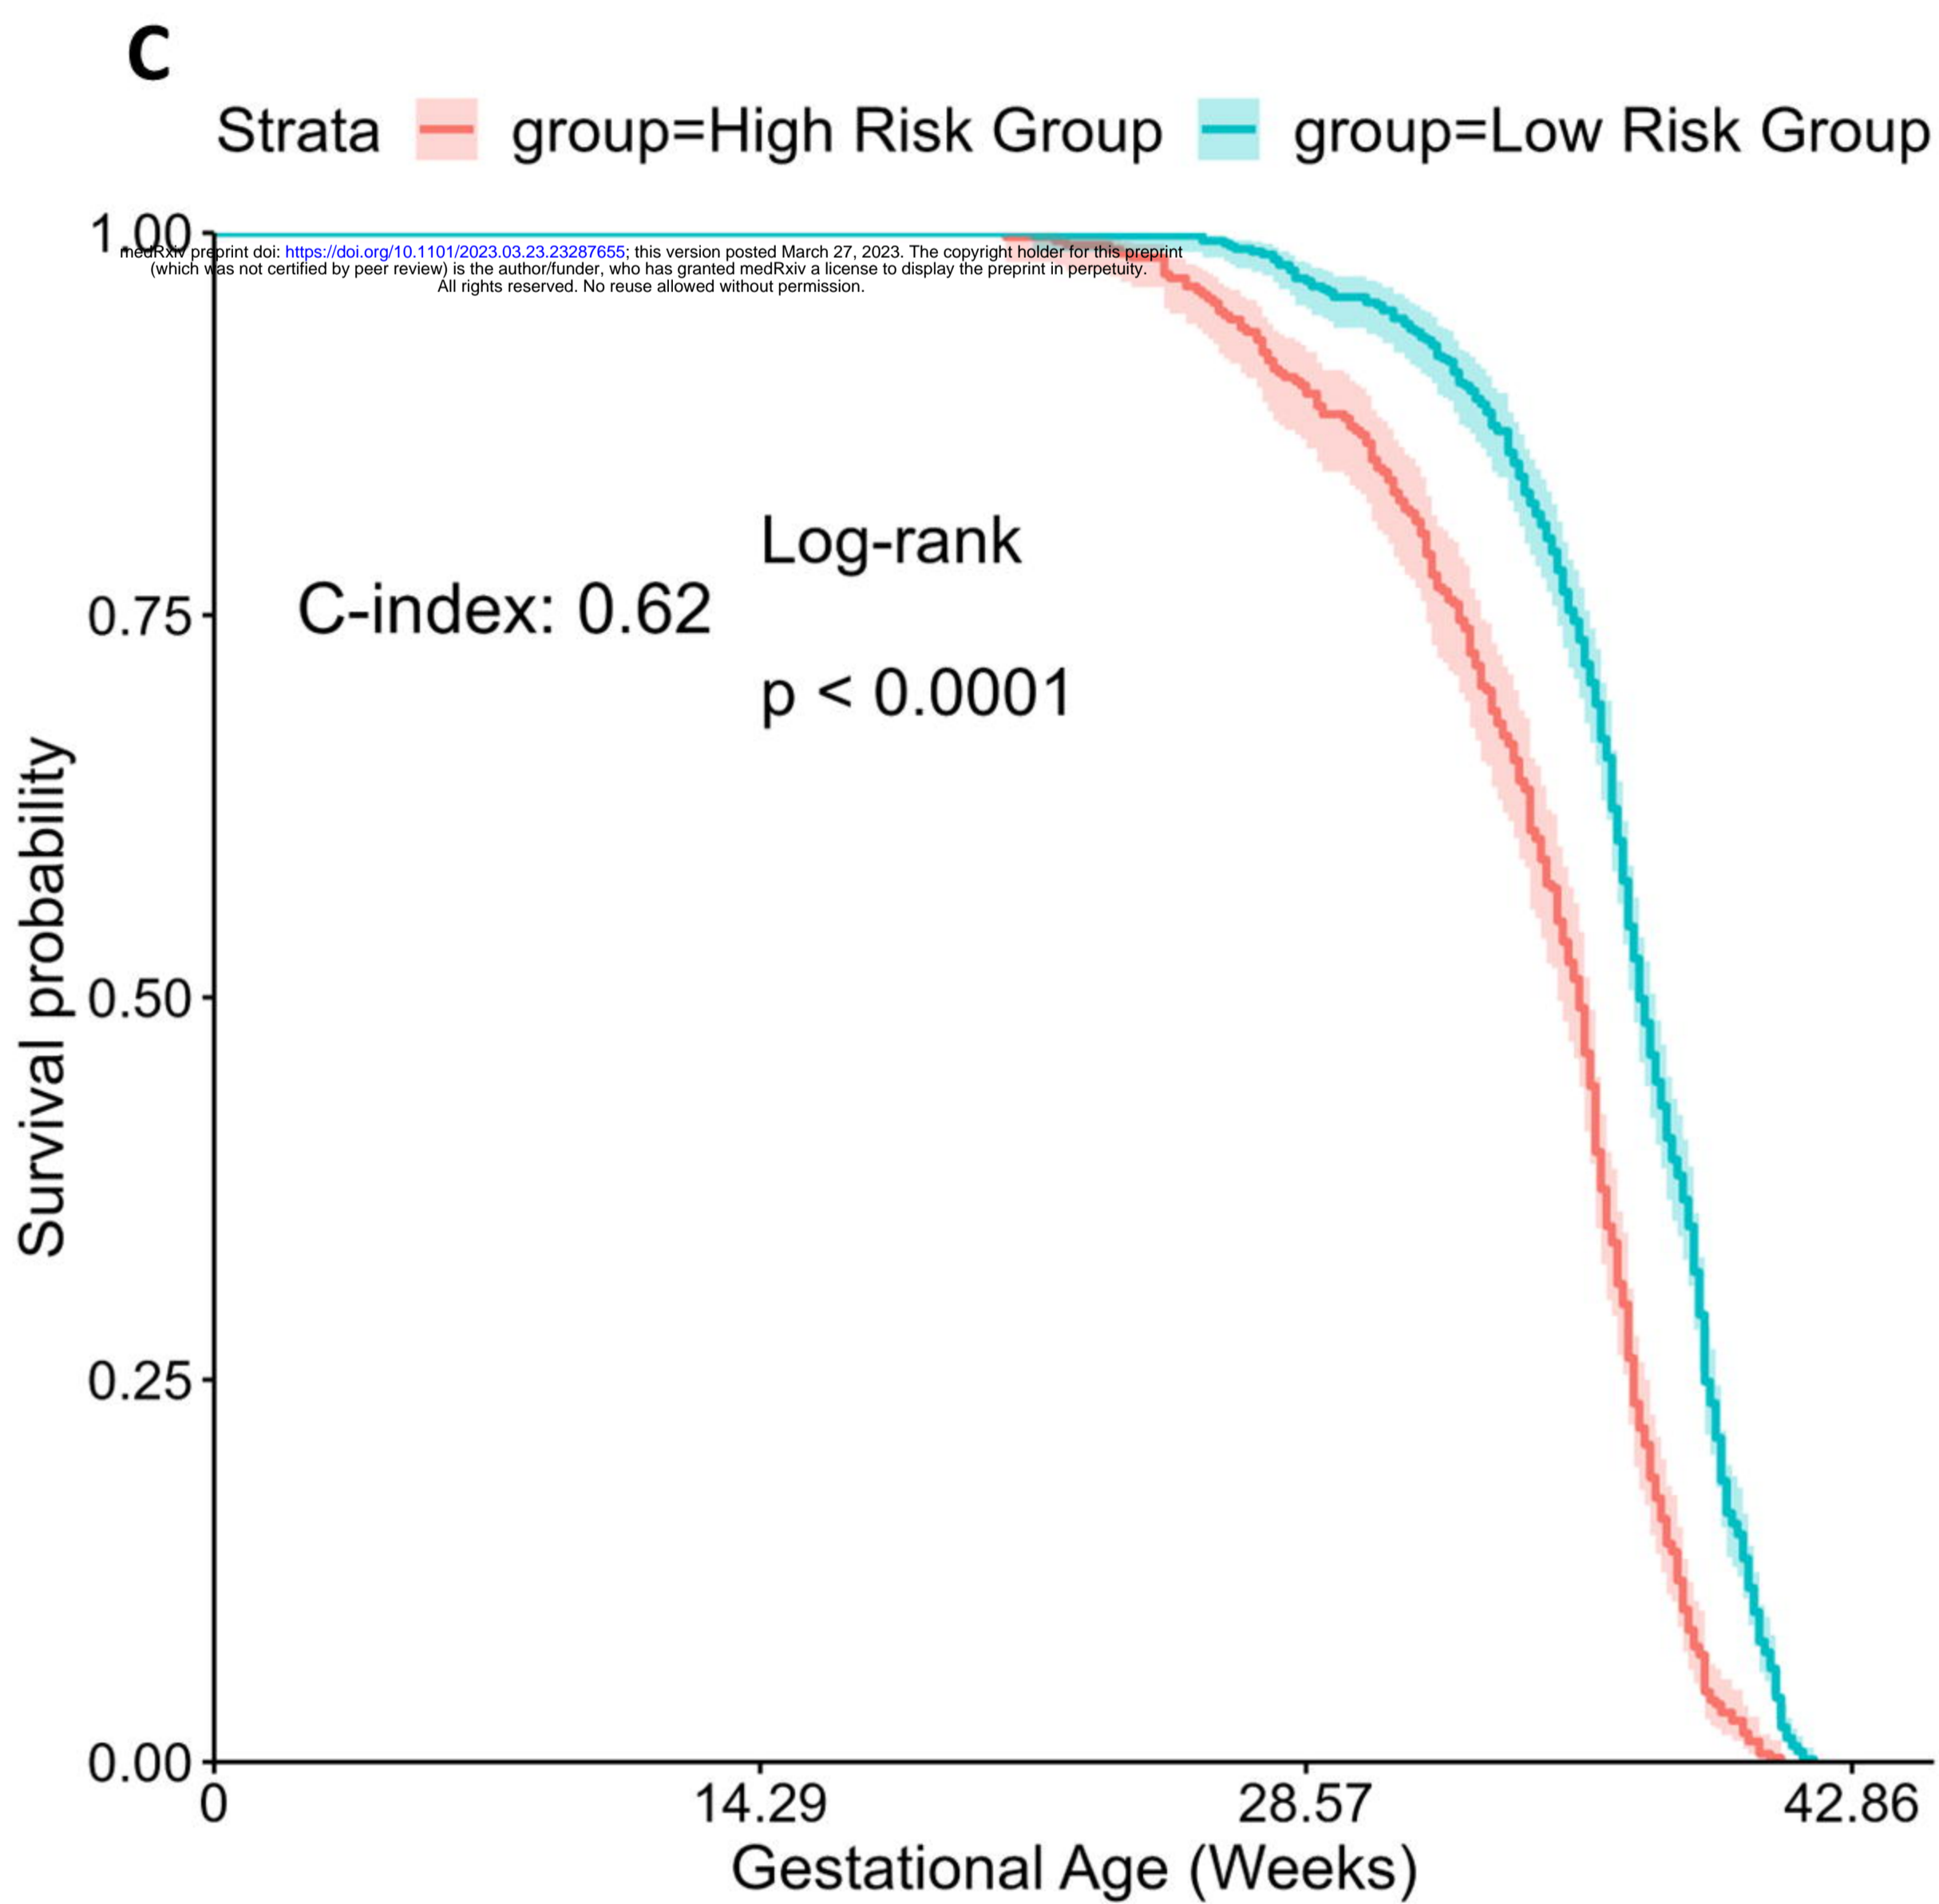 C
Strata group=High Risk Group group=Low Risk Group
1.00
medRxiv preprint doi: https://doi.org/10.1101/2023.03.23.23287655; this version posted March 27, 2023. The copyright holder for this preprint
(which was not certified by peer review) is the author/funder, who has granted medRxiv a license to display the preprint in perpetuity.
All rights reserved. No reuse allowed without permission.
Log-rank
C-index: 0.62
p < 0.0001
0.75
Survival probability
0.50
0.25
0.00
0 14.29 28.57 42.86
Gestational Age (Weeks)